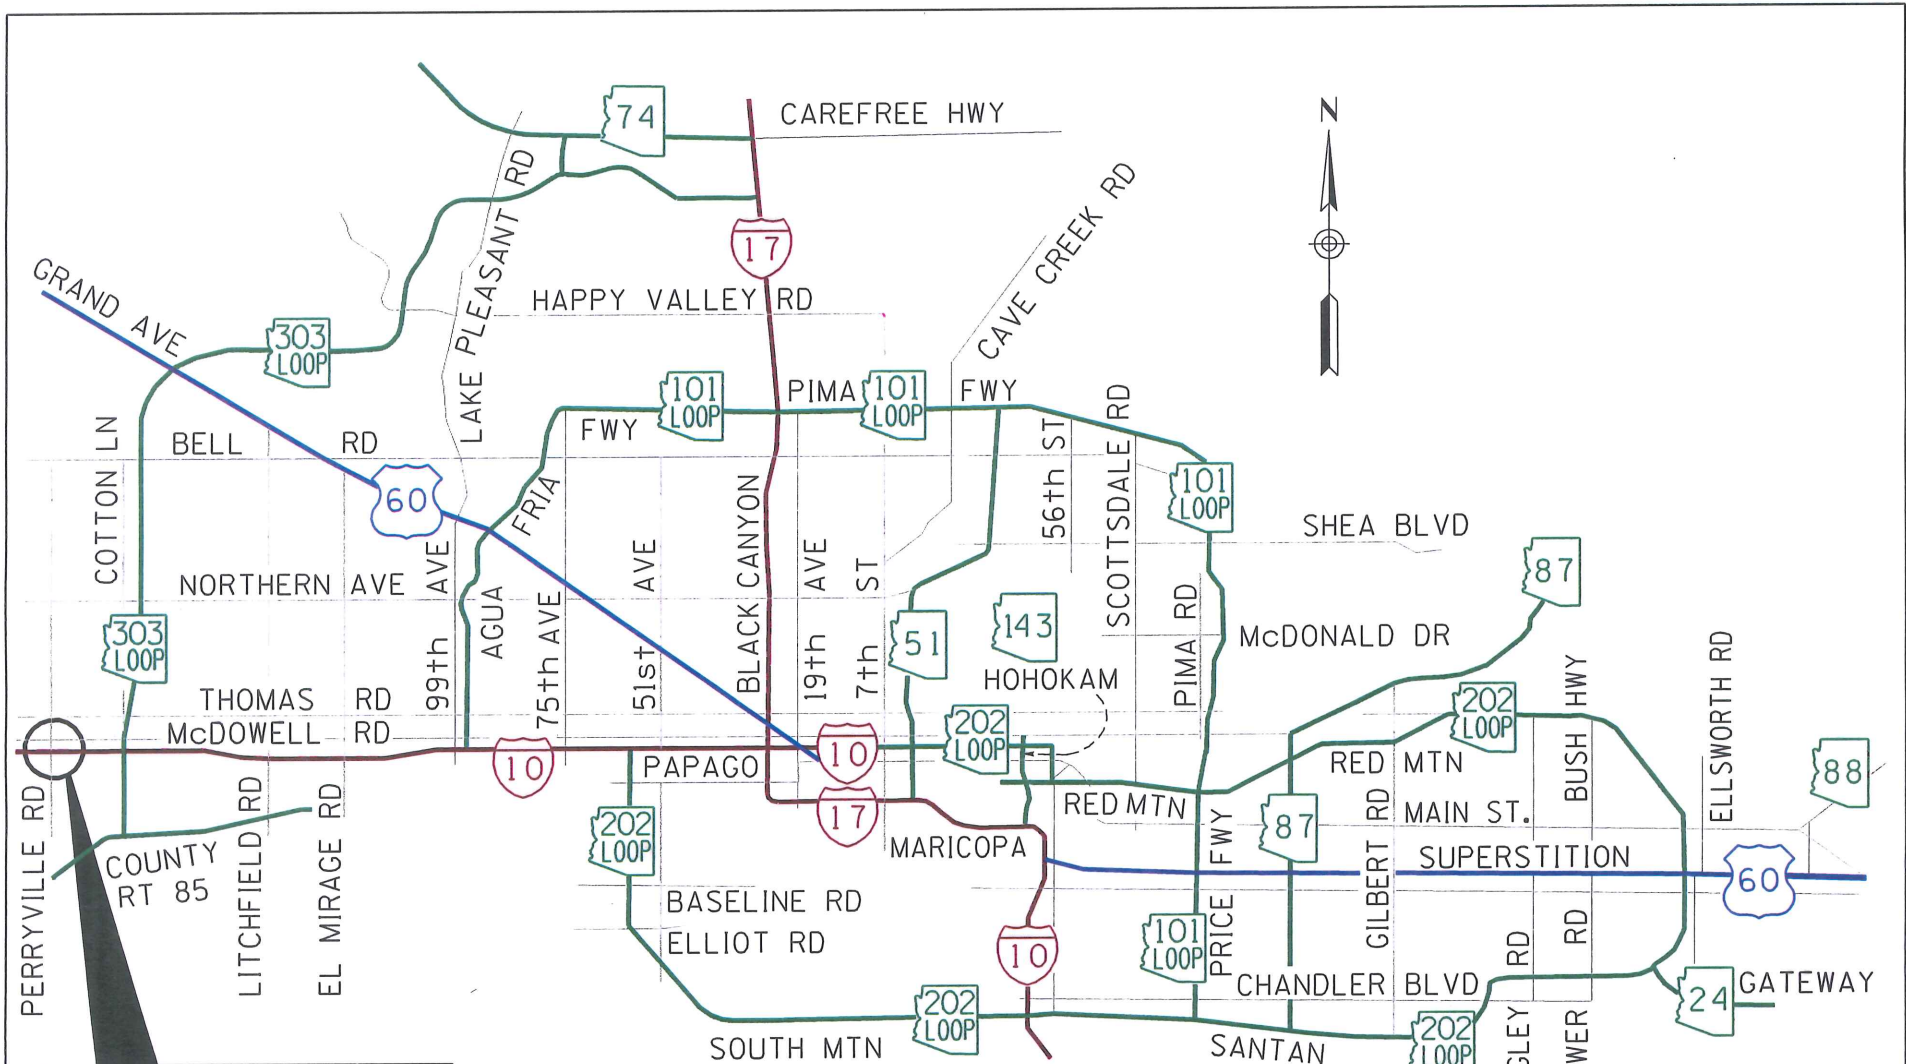 74
CAREFREE HWY
N
LAKE PLEASANT RD
17
CAVE CREEK RD
GRAND AVE
HAPPY VALLEY RD
303
LOOP
101
LOOP
PIMA
101
LOOP
FWY
FWY
BELL RD
COTTON LN
60
AGUA FRIA
BLACK CANYON
56th ST
SCOTTSDALE RD
101
LOOP
SHEA BLVD
87
NORTHERN AVE
99th AVE
75th AVE
51st AVE
19th AVE
7th ST
303
LOOP
51
143
HOHOKAM
PIMA RD
McDONALD DR
THOMAS RD
McDOWELL RD
202
LOOP
202
LOOP
BUSH HWY
ELLSWORTH RD
10
10
PAPAGO
RED MTN
88
PERRYVILLE RD
LITCHFIELD RD
EL MIRAGE RD
17
RED MTN
87
GILBERT RD
MAIN ST.
202
LOOP
MARICOPA
PRICE FWY
SUPERSTITION
60
COUNTY
RT 85
BASELINE RD
ELLIOT RD
10
101
LOOP
GLEY RD
WER RD
CHANDLER BLVD
24
GATEWAY
202
LOOP
SOUTH MTN
SANTAN
202
LOOP